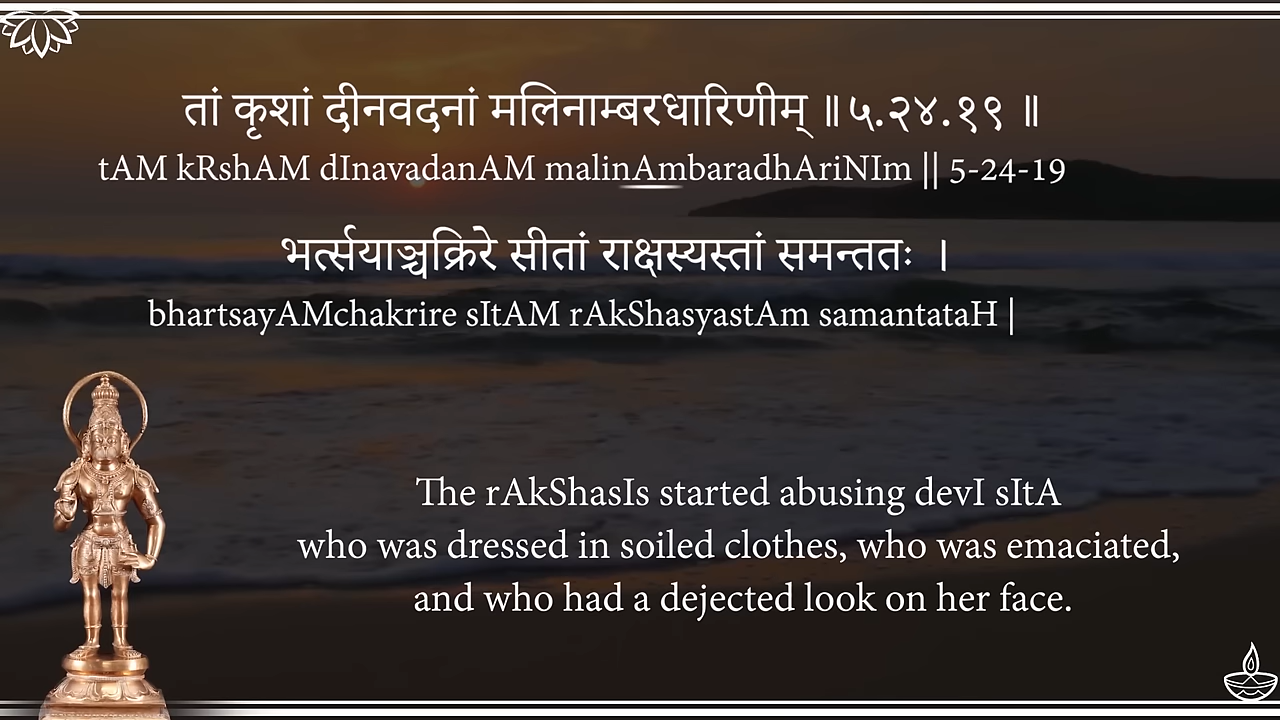 तां कृशां दीनवदनां मलिनाम्बरधारिणीम् ॥५.२४.१९ ॥
tAM kRshAM dInavadanAM malinAmbaradhAriNIm || 5-24-19
भर्त्सयाञ्चक्रिरे सीतां राक्षस्यस्तां समन्ततः ।
bhartsayAMchakrire sItAM rAkShasyastAm samantataH |
The rAkShasIs started abusing devI sItA
who was dressed in soiled clothes, who was emaciated,
and who had a dejected look on her face.